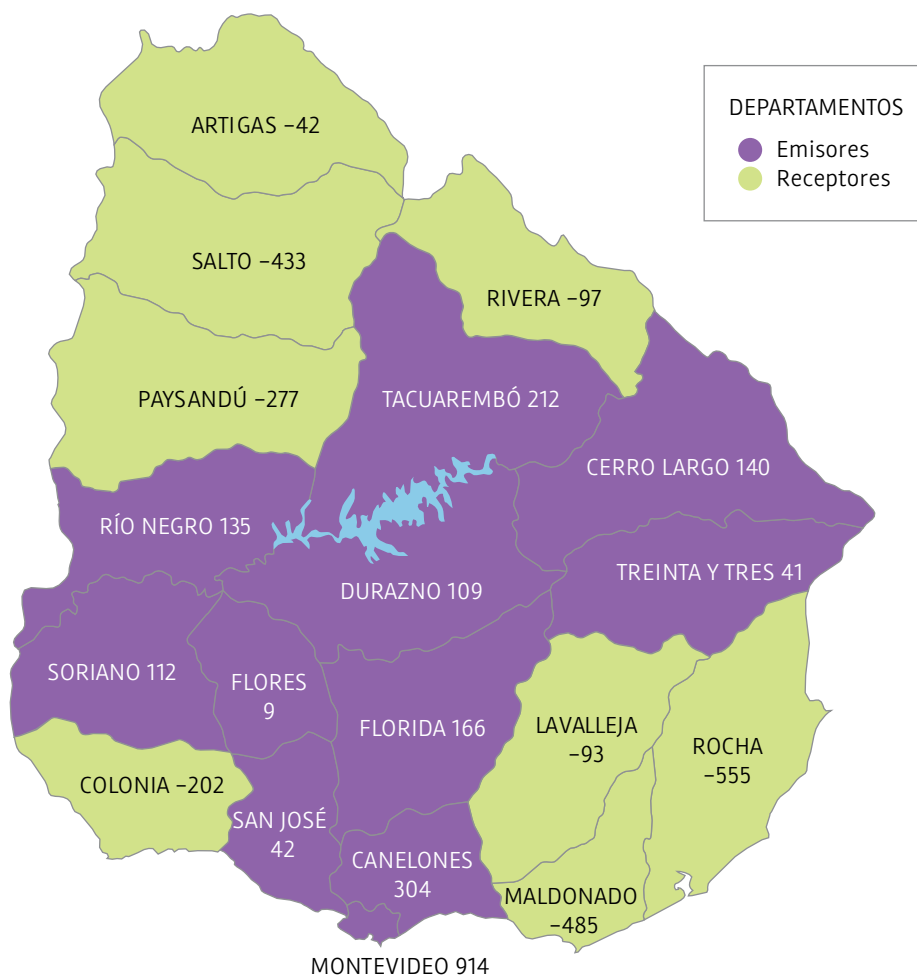 DEPARTAMENTOS
Emisores
Receptores
ARTIGAS –42
SALTO –433
RIVERA –97
PAYSANDÚ –277
TACUAREMBÓ 212
CERRO LARGO 140
RÍO NEGRO 135
TREINTA Y TRES 41
DURAZNO 109
SORIANO 112
FLORES
9
FLORIDA 166
LAVALLEJA
–93
ROCHA
–555
COLONIA –202
SAN JOSÉ
42
CANELONES
304
MALDONADO
–485
MONTEVIDEO 914